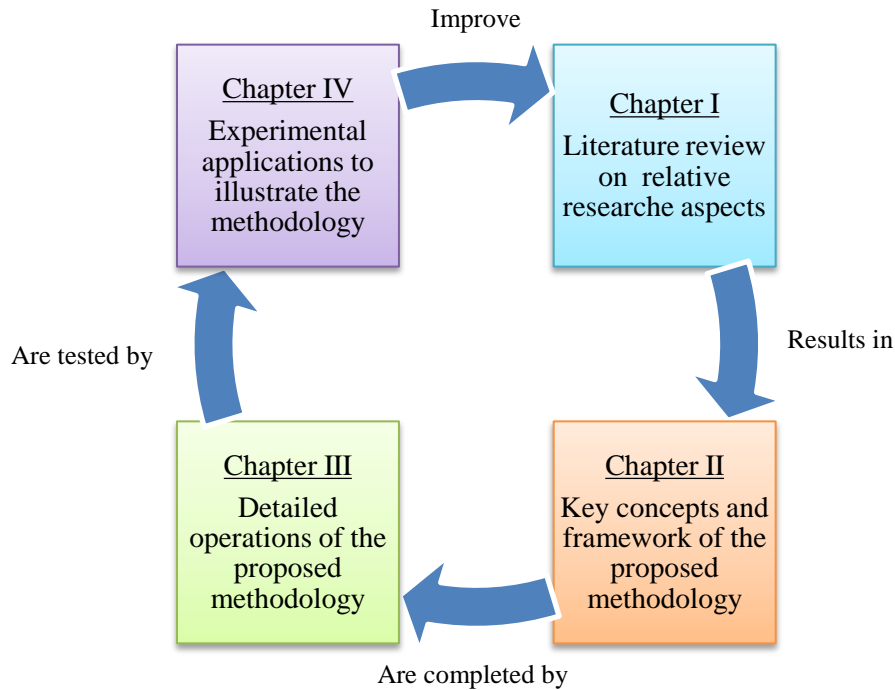 Improve
Chapter IV
Experimental
applications to
illustrate the
methodology
Chapter I
Literature review
on relative
researche aspects
Results in
Chapter II
Key concepts and
framework of the
proposed
methodology
Are completed by
Chapter III
Detailed
operations of the
proposed
methodology
Are tested by